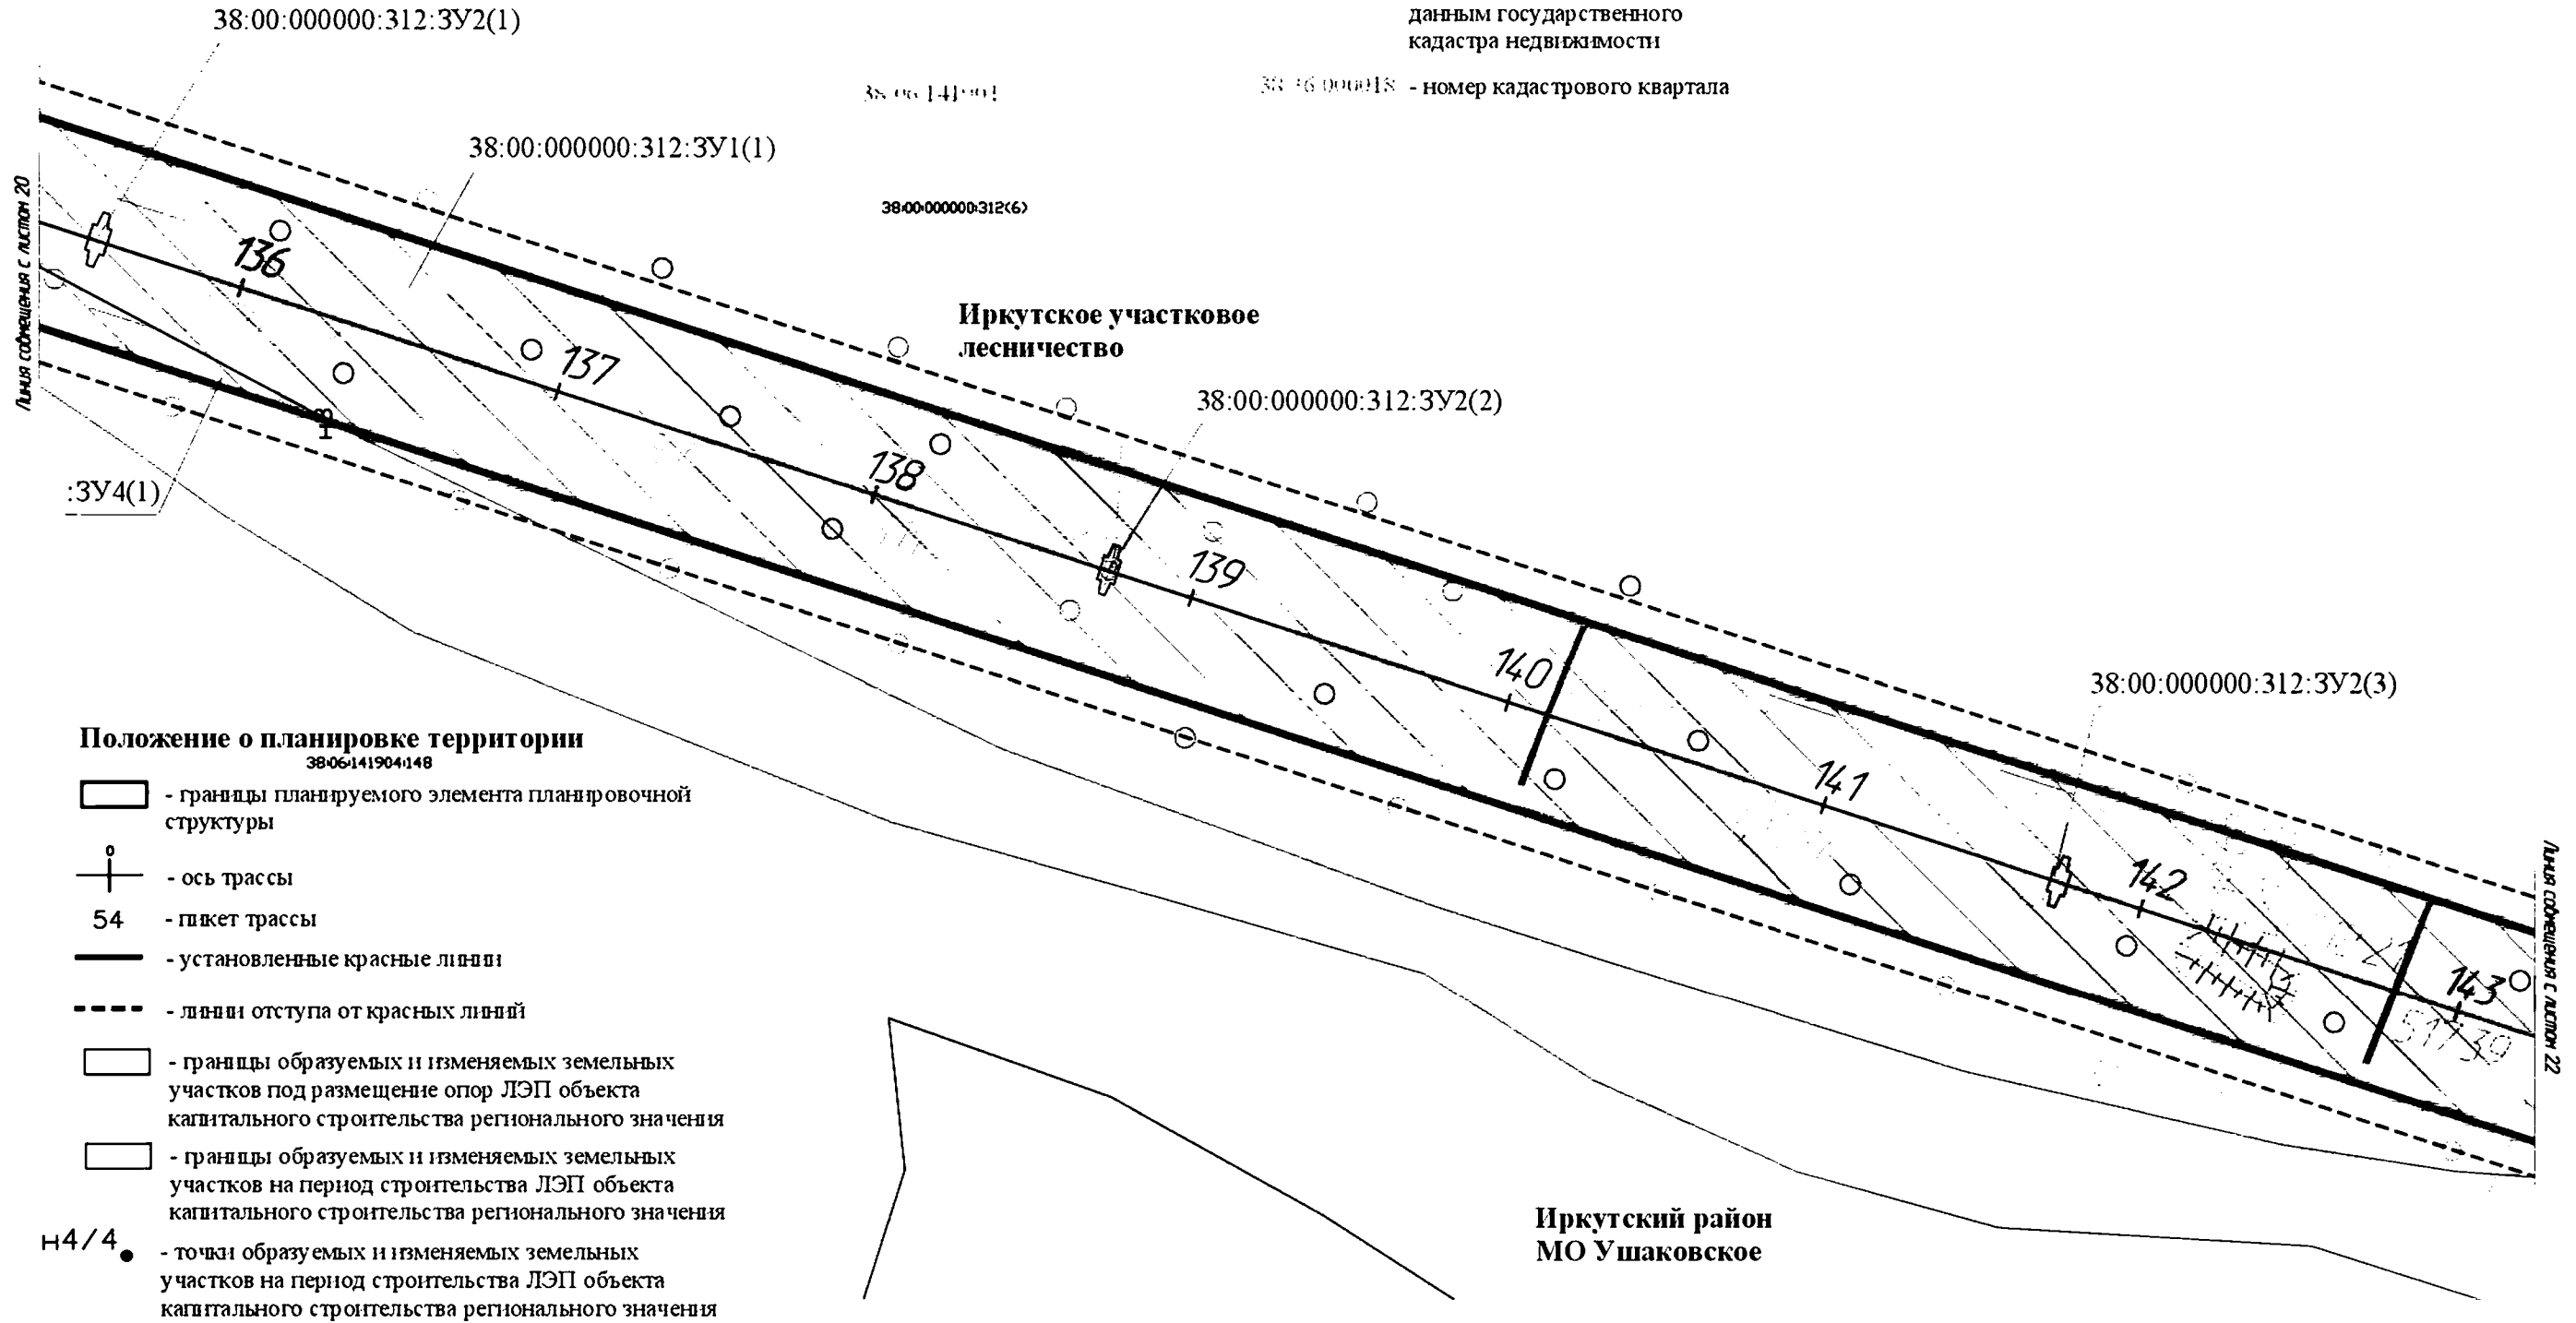 38:00:000000:312:ЗУ2(1)
данным государственного
кадастра недвижимости
- номер кадастрового квартала
38:00:000000:312:ЗУ1(1)
38:00:000000:312(6)
Линия совмещения с листом 20
136
Иркутское участковое
лесничество
137
38:00:000000:312:ЗУ2(2)
138
:ЗУ4(1)
139
140
38:00:000000:312:ЗУ2(3)
141
142
143
Линия совмещения с листом 22
Положение о планировке территории
38:06:141904:148
- границы планируемого элемента планировочной
структуры
0
- ось трассы
54 - пикет трассы
- установленные красные линии
- линии отступа от красных линий
- границы образуемых и изменяемых земельных
участков под размещение опор ЛЭП объекта
капитального строительства регионального значения
- границы образуемых и изменяемых земельных
участков на период строительства ЛЭП объекта
капитального строительства регионального значения
н4/4 - точки образуемых и изменяемых земельных
участков на период строительства ЛЭП объекта
капитального строительства регионального значения
Иркутский район
МО Ушаковское